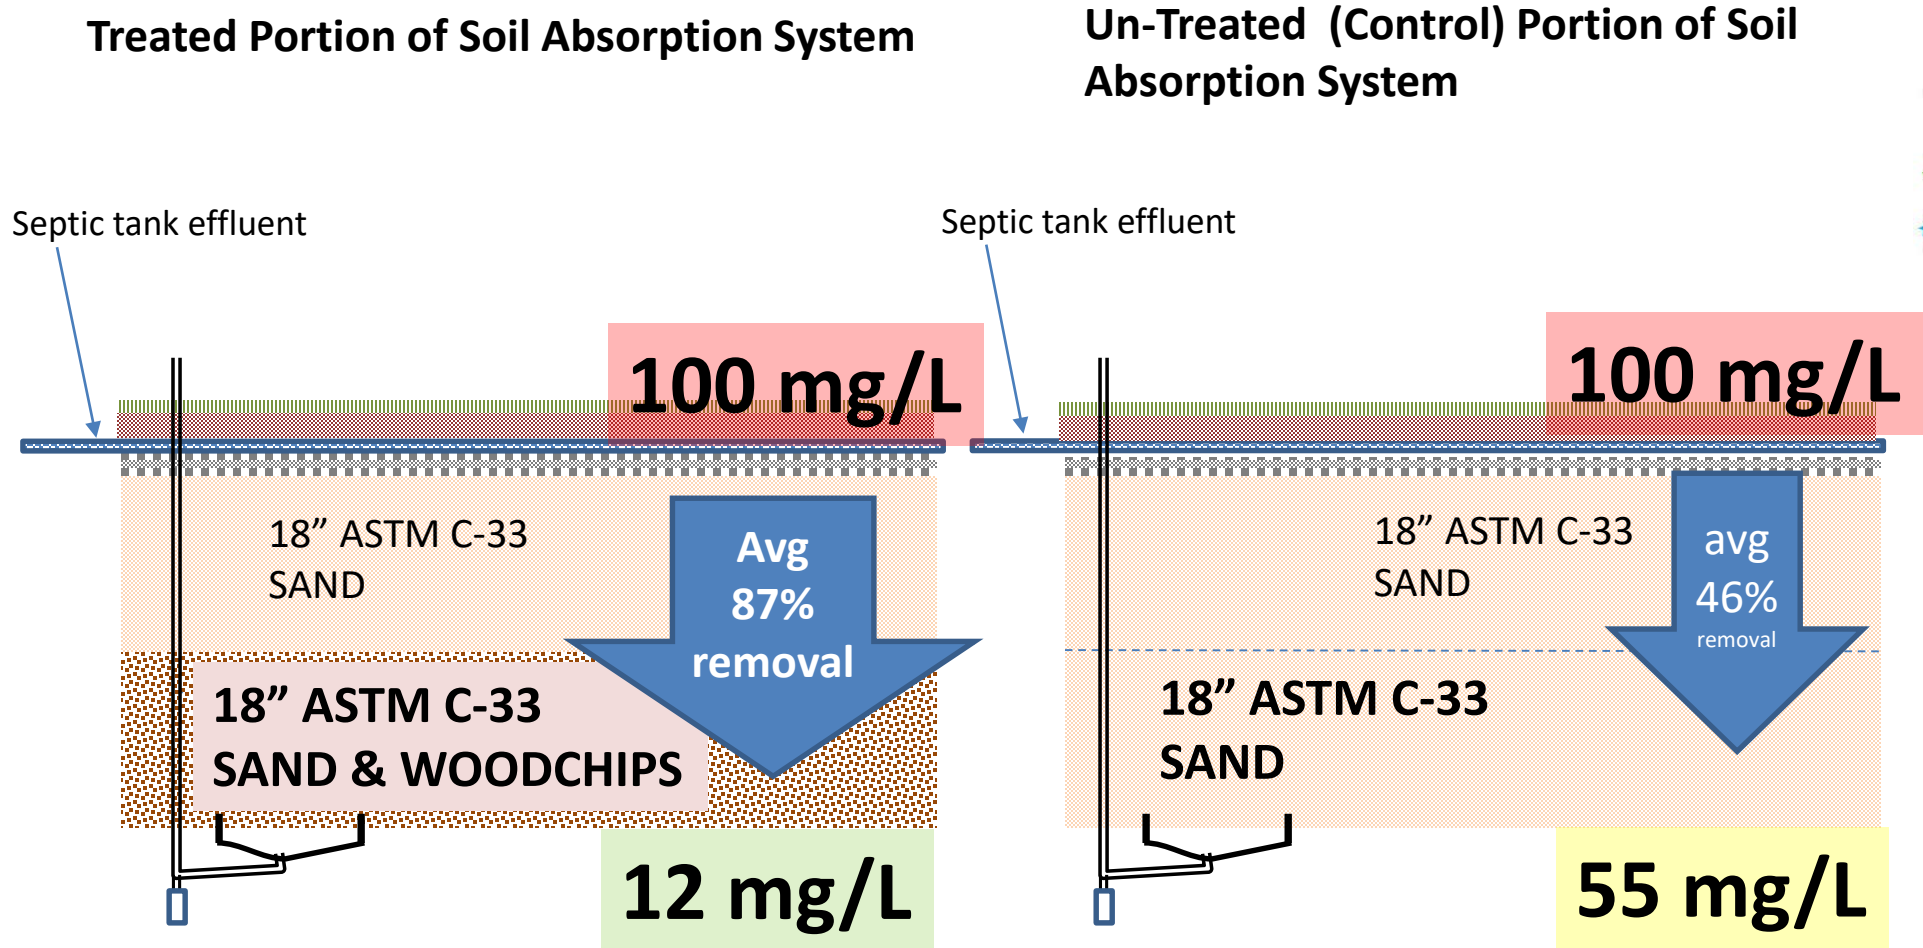 Treated Portion of Soil Absorption System
Un-Treated  (Control) Portion of Soil
Absorption System
Septic tank effluent
Septic tank effluent
100 mg/L
100 mg/L
18” ASTM C-33
SAND
Avg
87%
removal
18” ASTM C-33
SAND
avg
46%
removal
18” ASTM C-33
SAND & WOODCHIPS
18” ASTM C-33
SAND
12 mg/L
55 mg/L